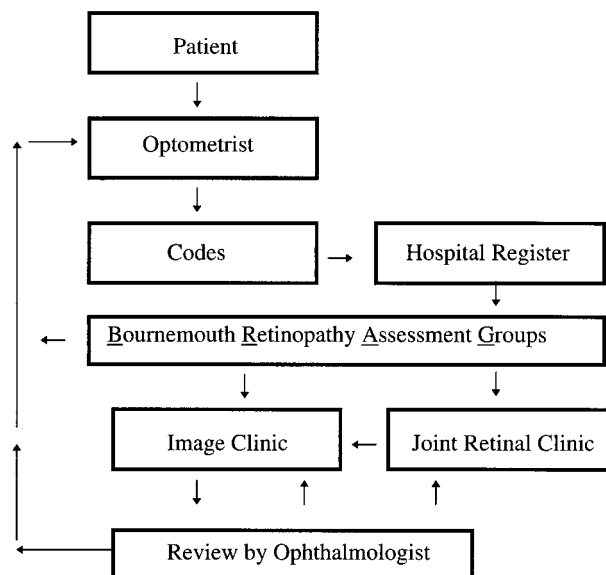 Patient
Optometrist
Codes
Hospital Register
Bournemouth Retinopathy Assessment Groups
Image Clinic
Joint Retinal Clinic
Review by Ophthalmologist